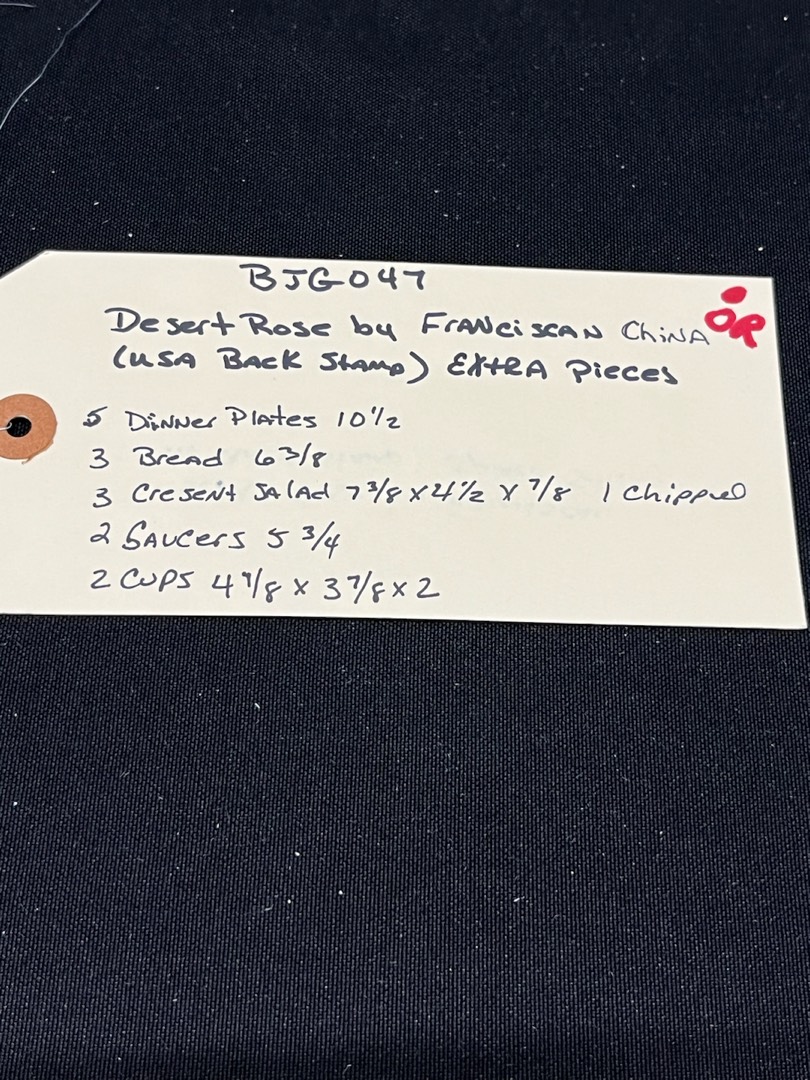 BJG047
Desert Rose by Franciscan China
OR
(USA Back Stamp) Extra Pieces
5 Dinner Plates 10 1/2
3 Bread 6 3/8
3 Cresent Salad 7 3/8 x 4 1/2 x 7/8 1 Chipped
2 Saucers 5 3/4
2 Cups 4 7/8 x 3 7/8 x 2